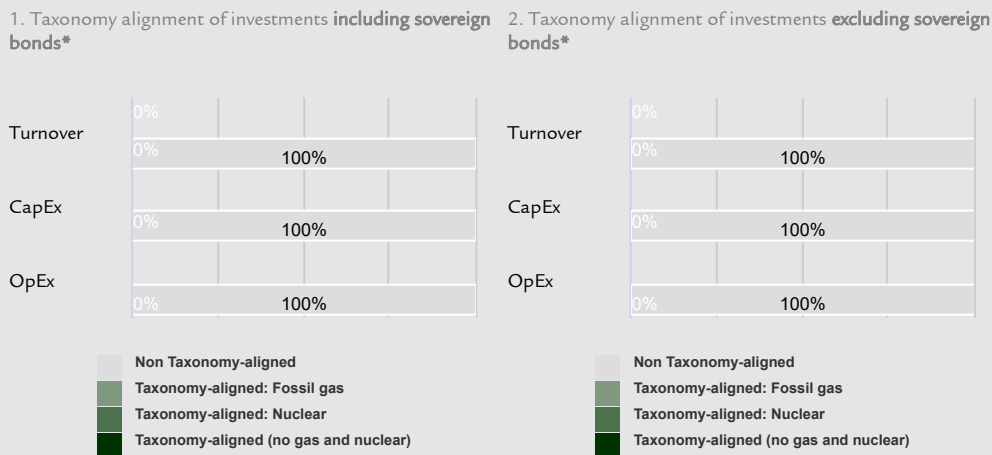 1. Taxonomy alignment of investments including sovereign
bonds*
0%
Turnover
0%
100%
CapEx
0%
100%
OpEx
0%
100%
Non Taxonomy-aligned
Taxonomy-aligned: Fossil gas
Taxonomy-aligned: Nuclear
Taxonomy-aligned (no gas and nuclear)
2. Taxonomy alignment of investments excluding sovereign
bonds*
0%
Turnover
0%
100%
CapEx
0%
100%
OpEx
0%
100%
Non Taxonomy-aligned
Taxonomy-aligned: Fossil gas
Taxonomy-aligned: Nuclear
Taxonomy-aligned (no gas and nuclear)